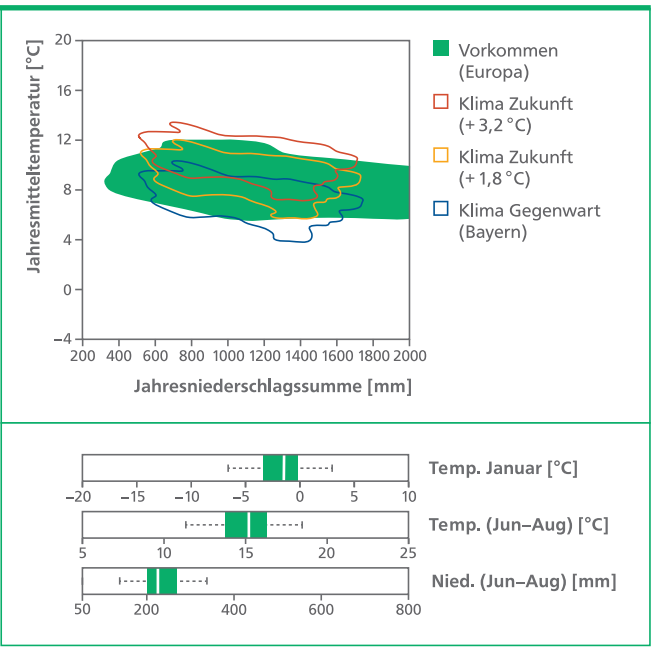 Jahresmitteltemperatur [°C]
20
16
12
8
4
0
−4
200 400 600 800 1000 1200 1400 1600 1800 2000
Jahresniederschlagssumme [mm]
Vorkommen
(Europa)
Klima Zukunft
(+3,2 °C)
Klima Zukunft
(+1,8 °C)
Klima Gegenwart
(Bayern)
Temp. Januar [°C]
−20 −15 −10 −5 0 5 10
Temp. (Jun–Aug) [°C]
5 10 15 20 25
Nied. (Jun–Aug) [mm]
50 200 400 600 800